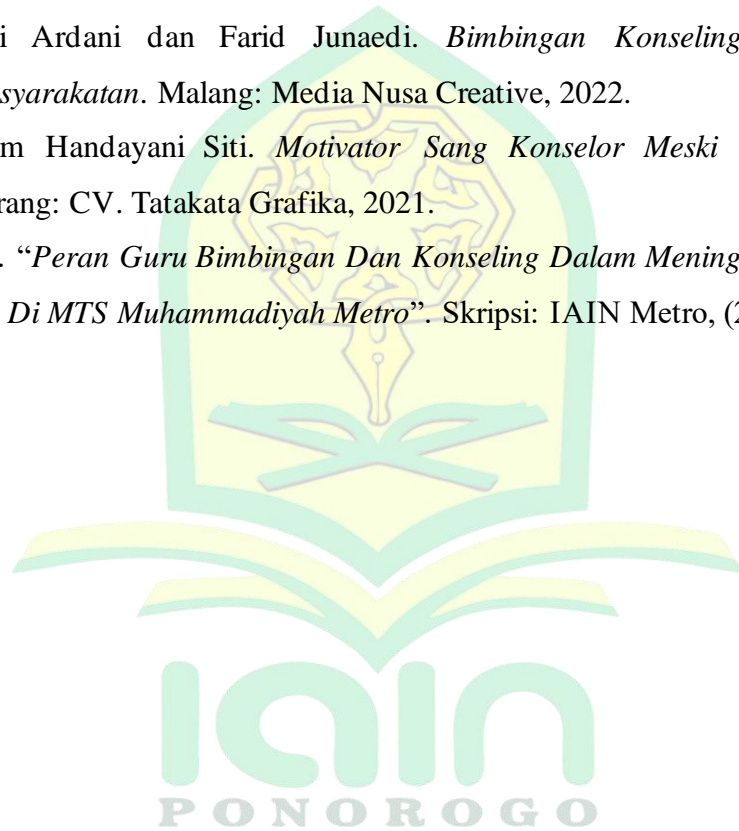 i Ardani dan Farid Junaedi. Bimbingan Konseling
syarakatan. Malang: Media Nusa Creative, 2022.
m Handayani Siti. Motivator Sang Konselor Meski
rang: CV. Tatakata Grafika, 2021.
. “Peran Guru Bimbingan Dan Konseling Dalam Mening
Di MTS Muhammadiyah Metro”. Skripsi: IAIN Metro, (2
iain
PONOROGO